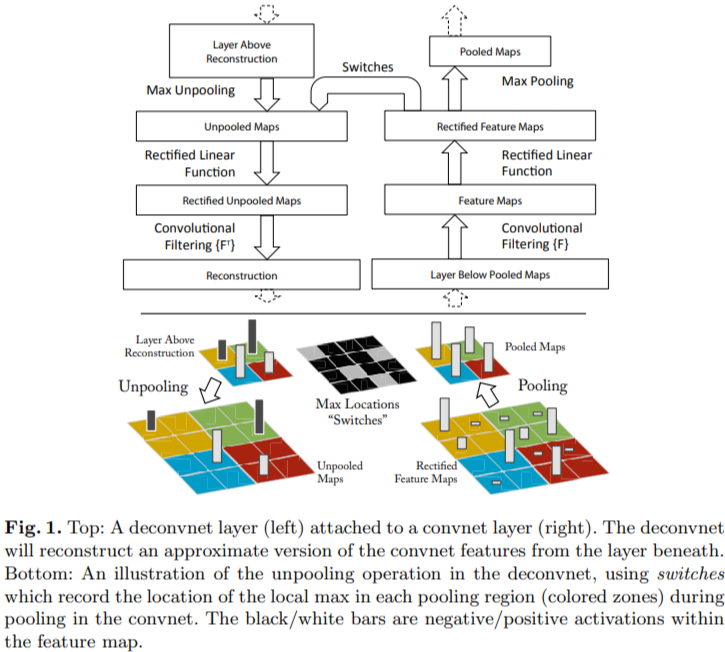 Layer Above
Reconstruction
Pooled Maps
Switches
Max Unpooling
Max Pooling
Unpooled Maps
Rectified Feature Maps
Rectified Linear
Function
Rectified Linear
Function
Rectified Unpooled Maps
Feature Maps
Convolutional
Filtering {Fᵀ}
Convolutional
Filtering {F}
Reconstruction
Layer Below Pooled Maps
Layer Above
Reconstruction
Pooled Maps
Unpooling
Max Locations
“Switches”
Pooling
Unpooled
Maps
Rectified
Feature Maps
Fig. 1. Top: A deconvnet layer (left) attached to a convnet layer (right). The deconvnet
will reconstruct an approximate version of the convnet features from the layer beneath.
Bottom: An illustration of the unpooling operation in the deconvnet, using switches
which record the location of the local max in each pooling region (colored zones) during
pooling in the convnet. The black/white bars are negative/positive activations within
the feature map.